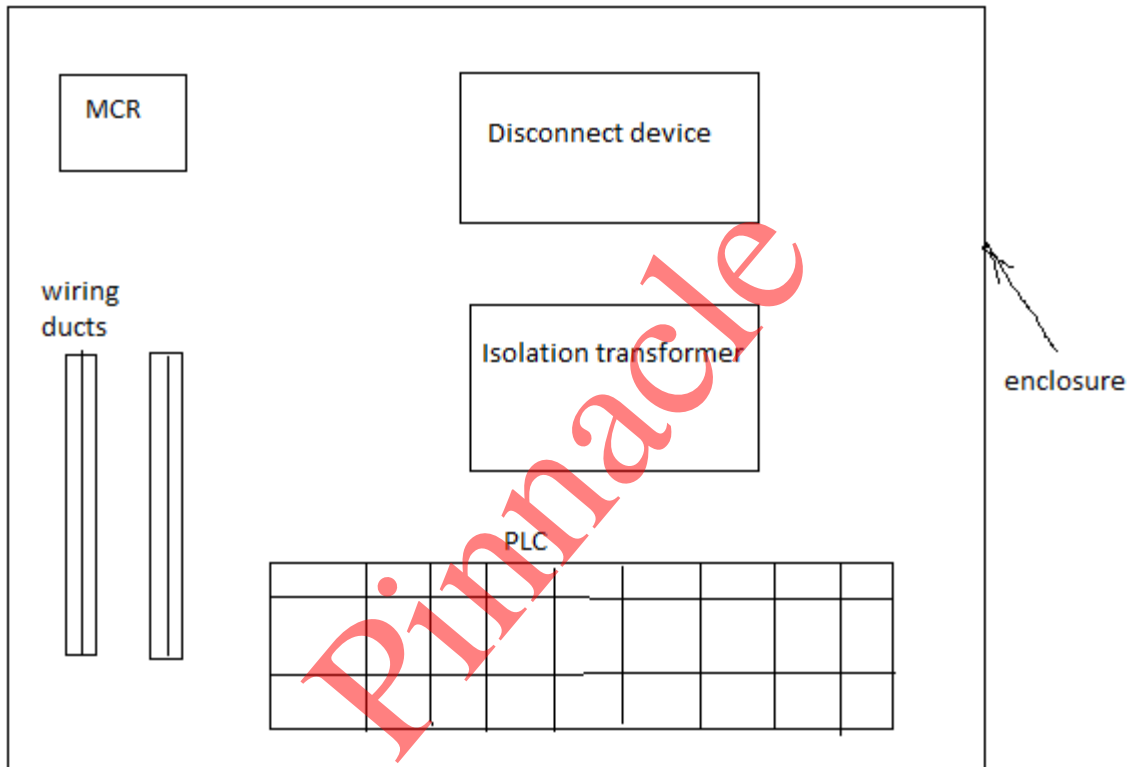 MCR
Disconnect device
wiring
ducts
Isolation transformer
enclosure
PLC
Pinnacle